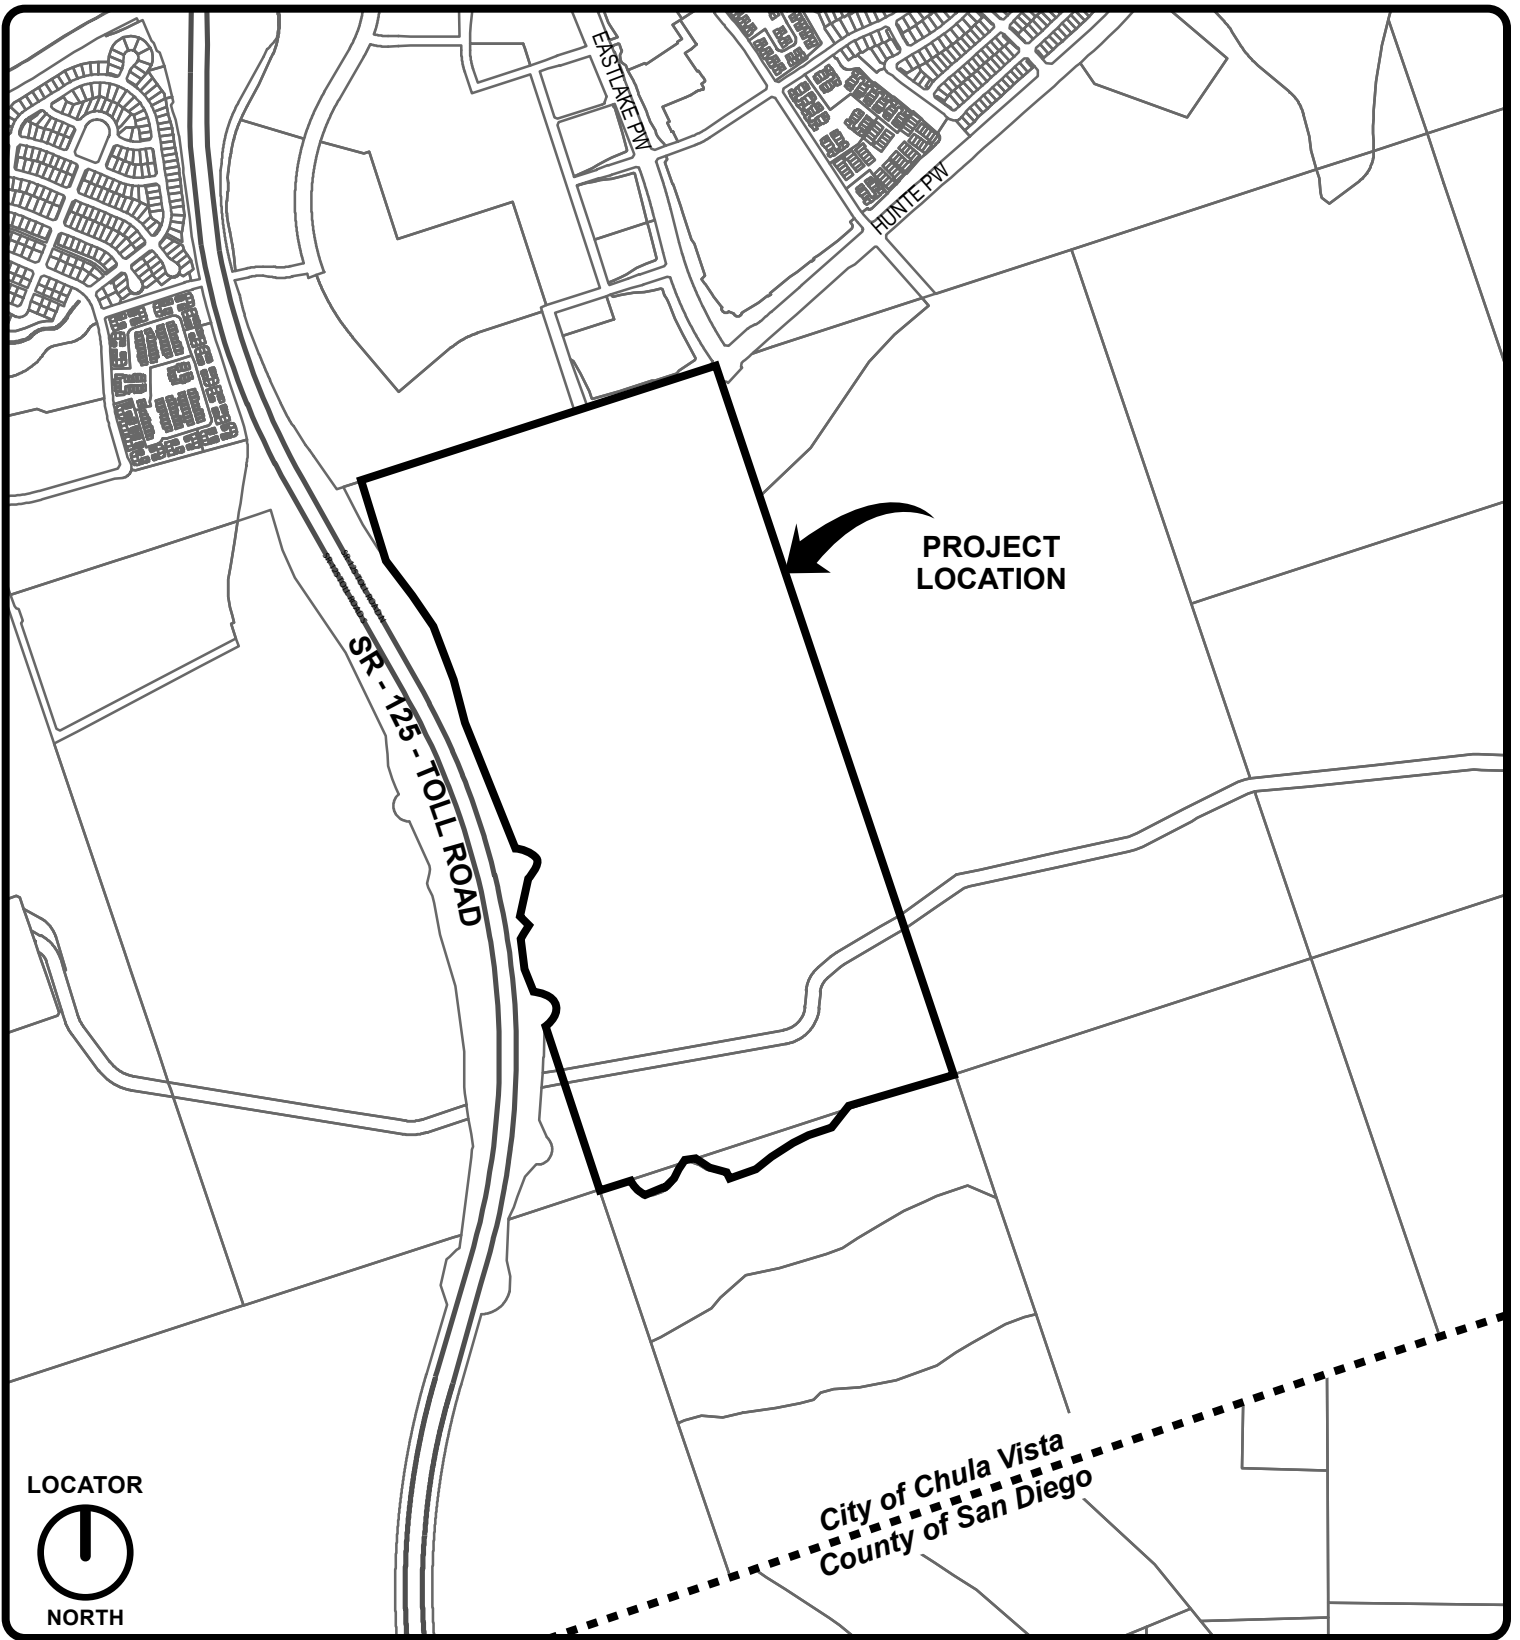 EASTLAKE PW
HUNTE PW
PROJECT
LOCATION
SR - 125 - TOLL ROAD
City of Chula Vista
County of San Diego
LOCATOR
NORTH